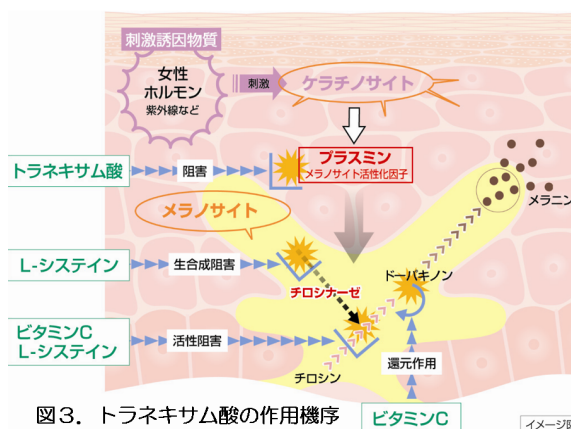 刺激誘因物質
女性
ホルモン
紫外線など
刺激
ケラチノサイト
プラスミン
メラノサイト活性化因子
トラネキサム酸
阻害
メラノサイト
メラニン
L-システイン
生合成阻害
チロシナーゼ
ドーパキノン
ビタミンC
L-システイン
活性阻害
チロシン
還元作用
図3. トラネキサム酸の作用機序
ビタミンC
イメージ図